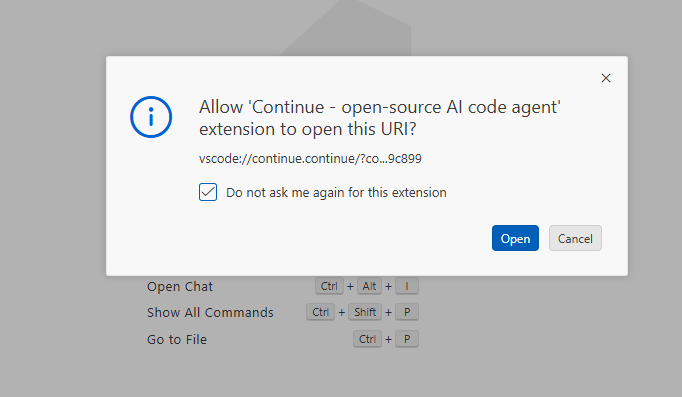 Allow 'Continue - open-source AI code agent'
extension to open this URI?
vscode://continue.continue/?co...9c899
Do not ask me again for this extension
Open Cancel
Open Chat Ctrl + Alt + I
Show All Commands Ctrl + Shift + P
Go to File Ctrl + P